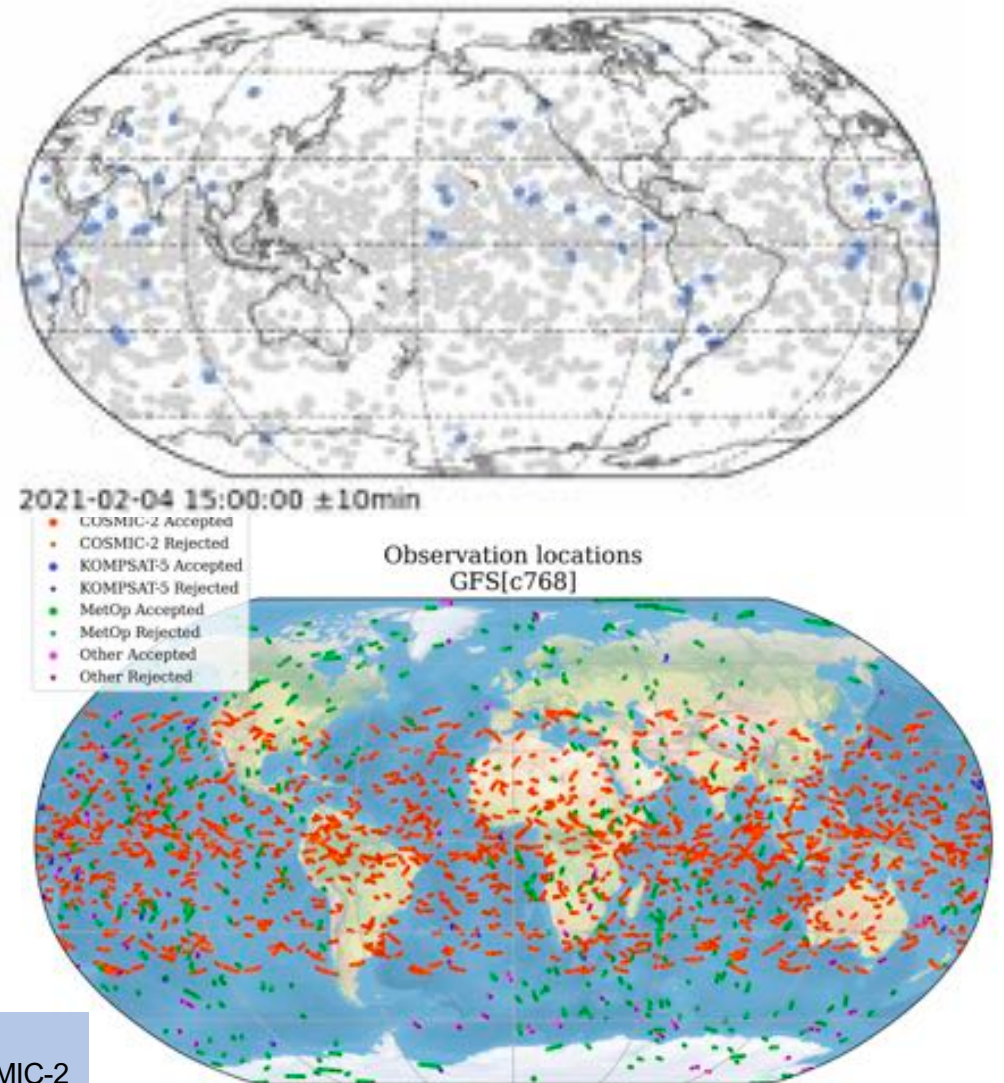 2021-02-04 15:00:00 ±10min
COSMIC-2 Accepted
COSMIC-2 Rejected
KOMPSAT-5 Accepted
KOMPSAT-5 Rejected
MetOp Accepted
MetOp Rejected
Other Accepted
Other Rejected
Observation locations
GFS[c768]
MIC-2